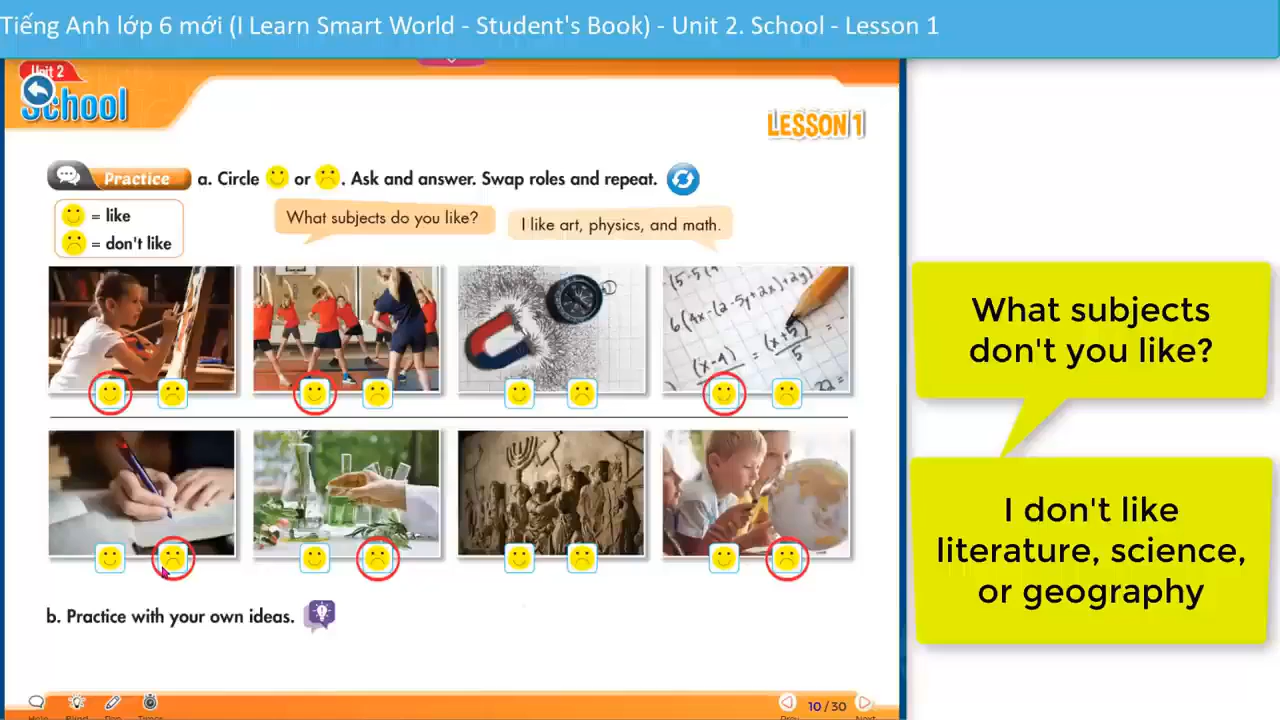 Tiếng Anh lớp 6 mới (I Learn Smart World - Student's Book) - Unit 2. School - Lesson 1
Unit 2
School
LESSON 1
Practice
a. Circle or . Ask and answer. Swap roles and repeat.
= like
= don't like
What subjects do you like?
I like art, physics, and math.
What subjects
don't you like?
I don't like
literature, science,
or geography
b. Practice with your own ideas.
10 / 30